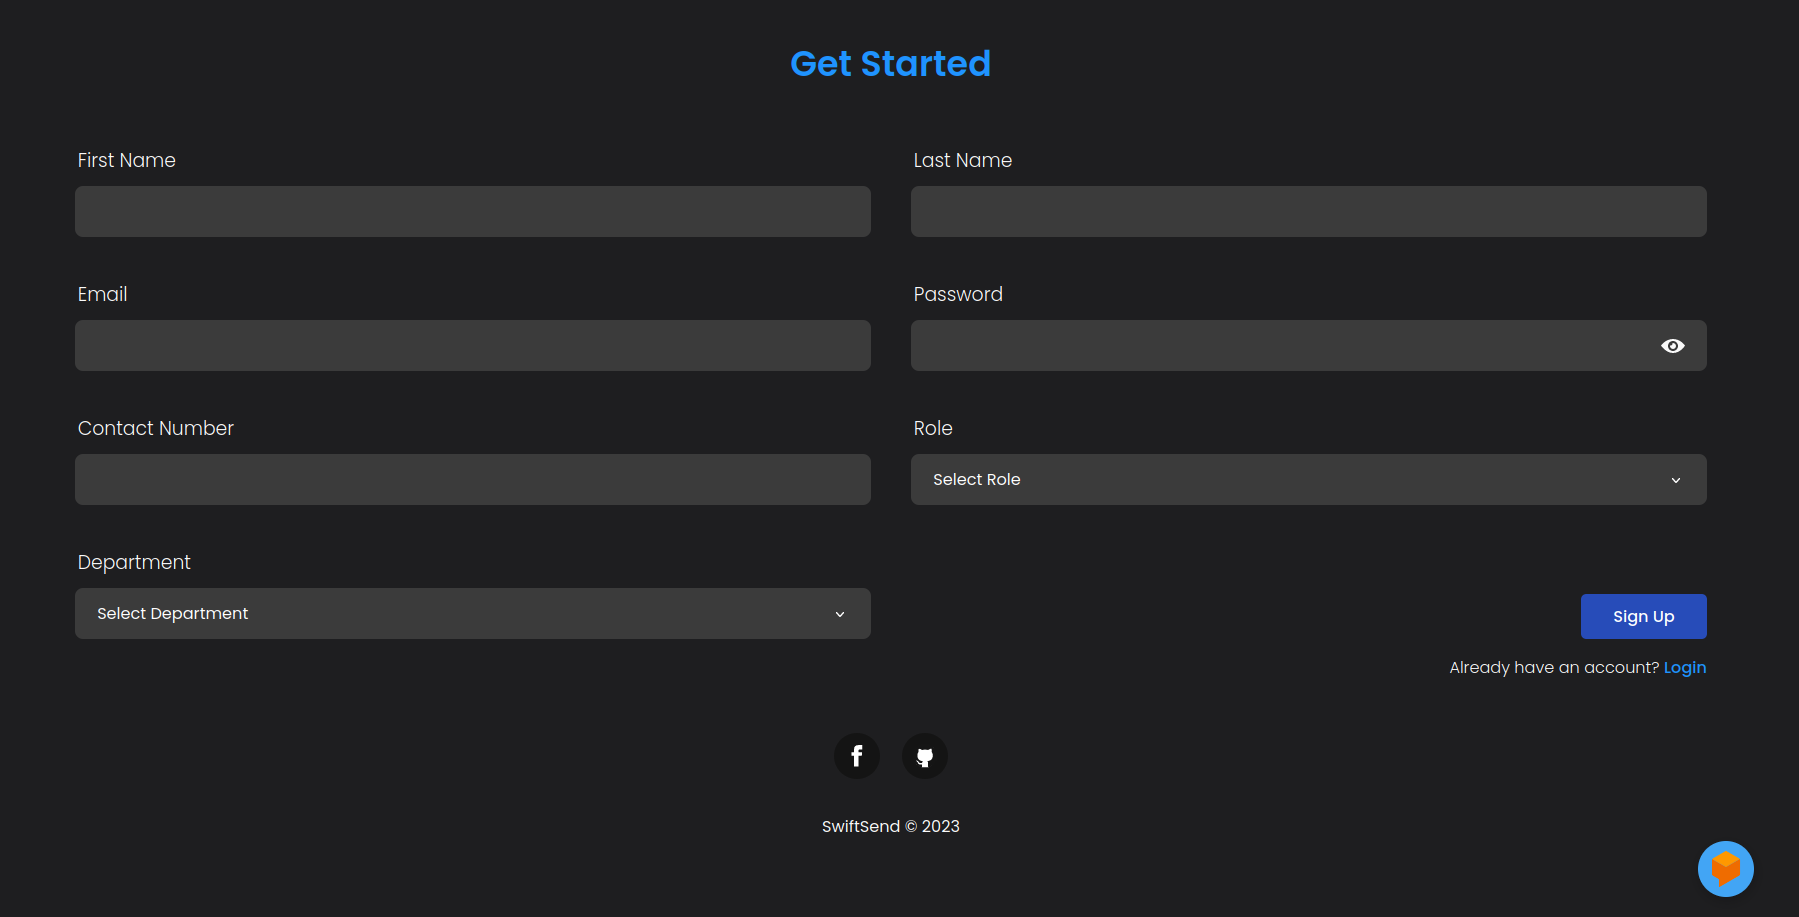 Get Started
First Name
Last Name
Email
Password
Contact Number
Role
Select Role
Department
Select Department
Sign Up
Already have an account? Login
SwiftSend © 2023